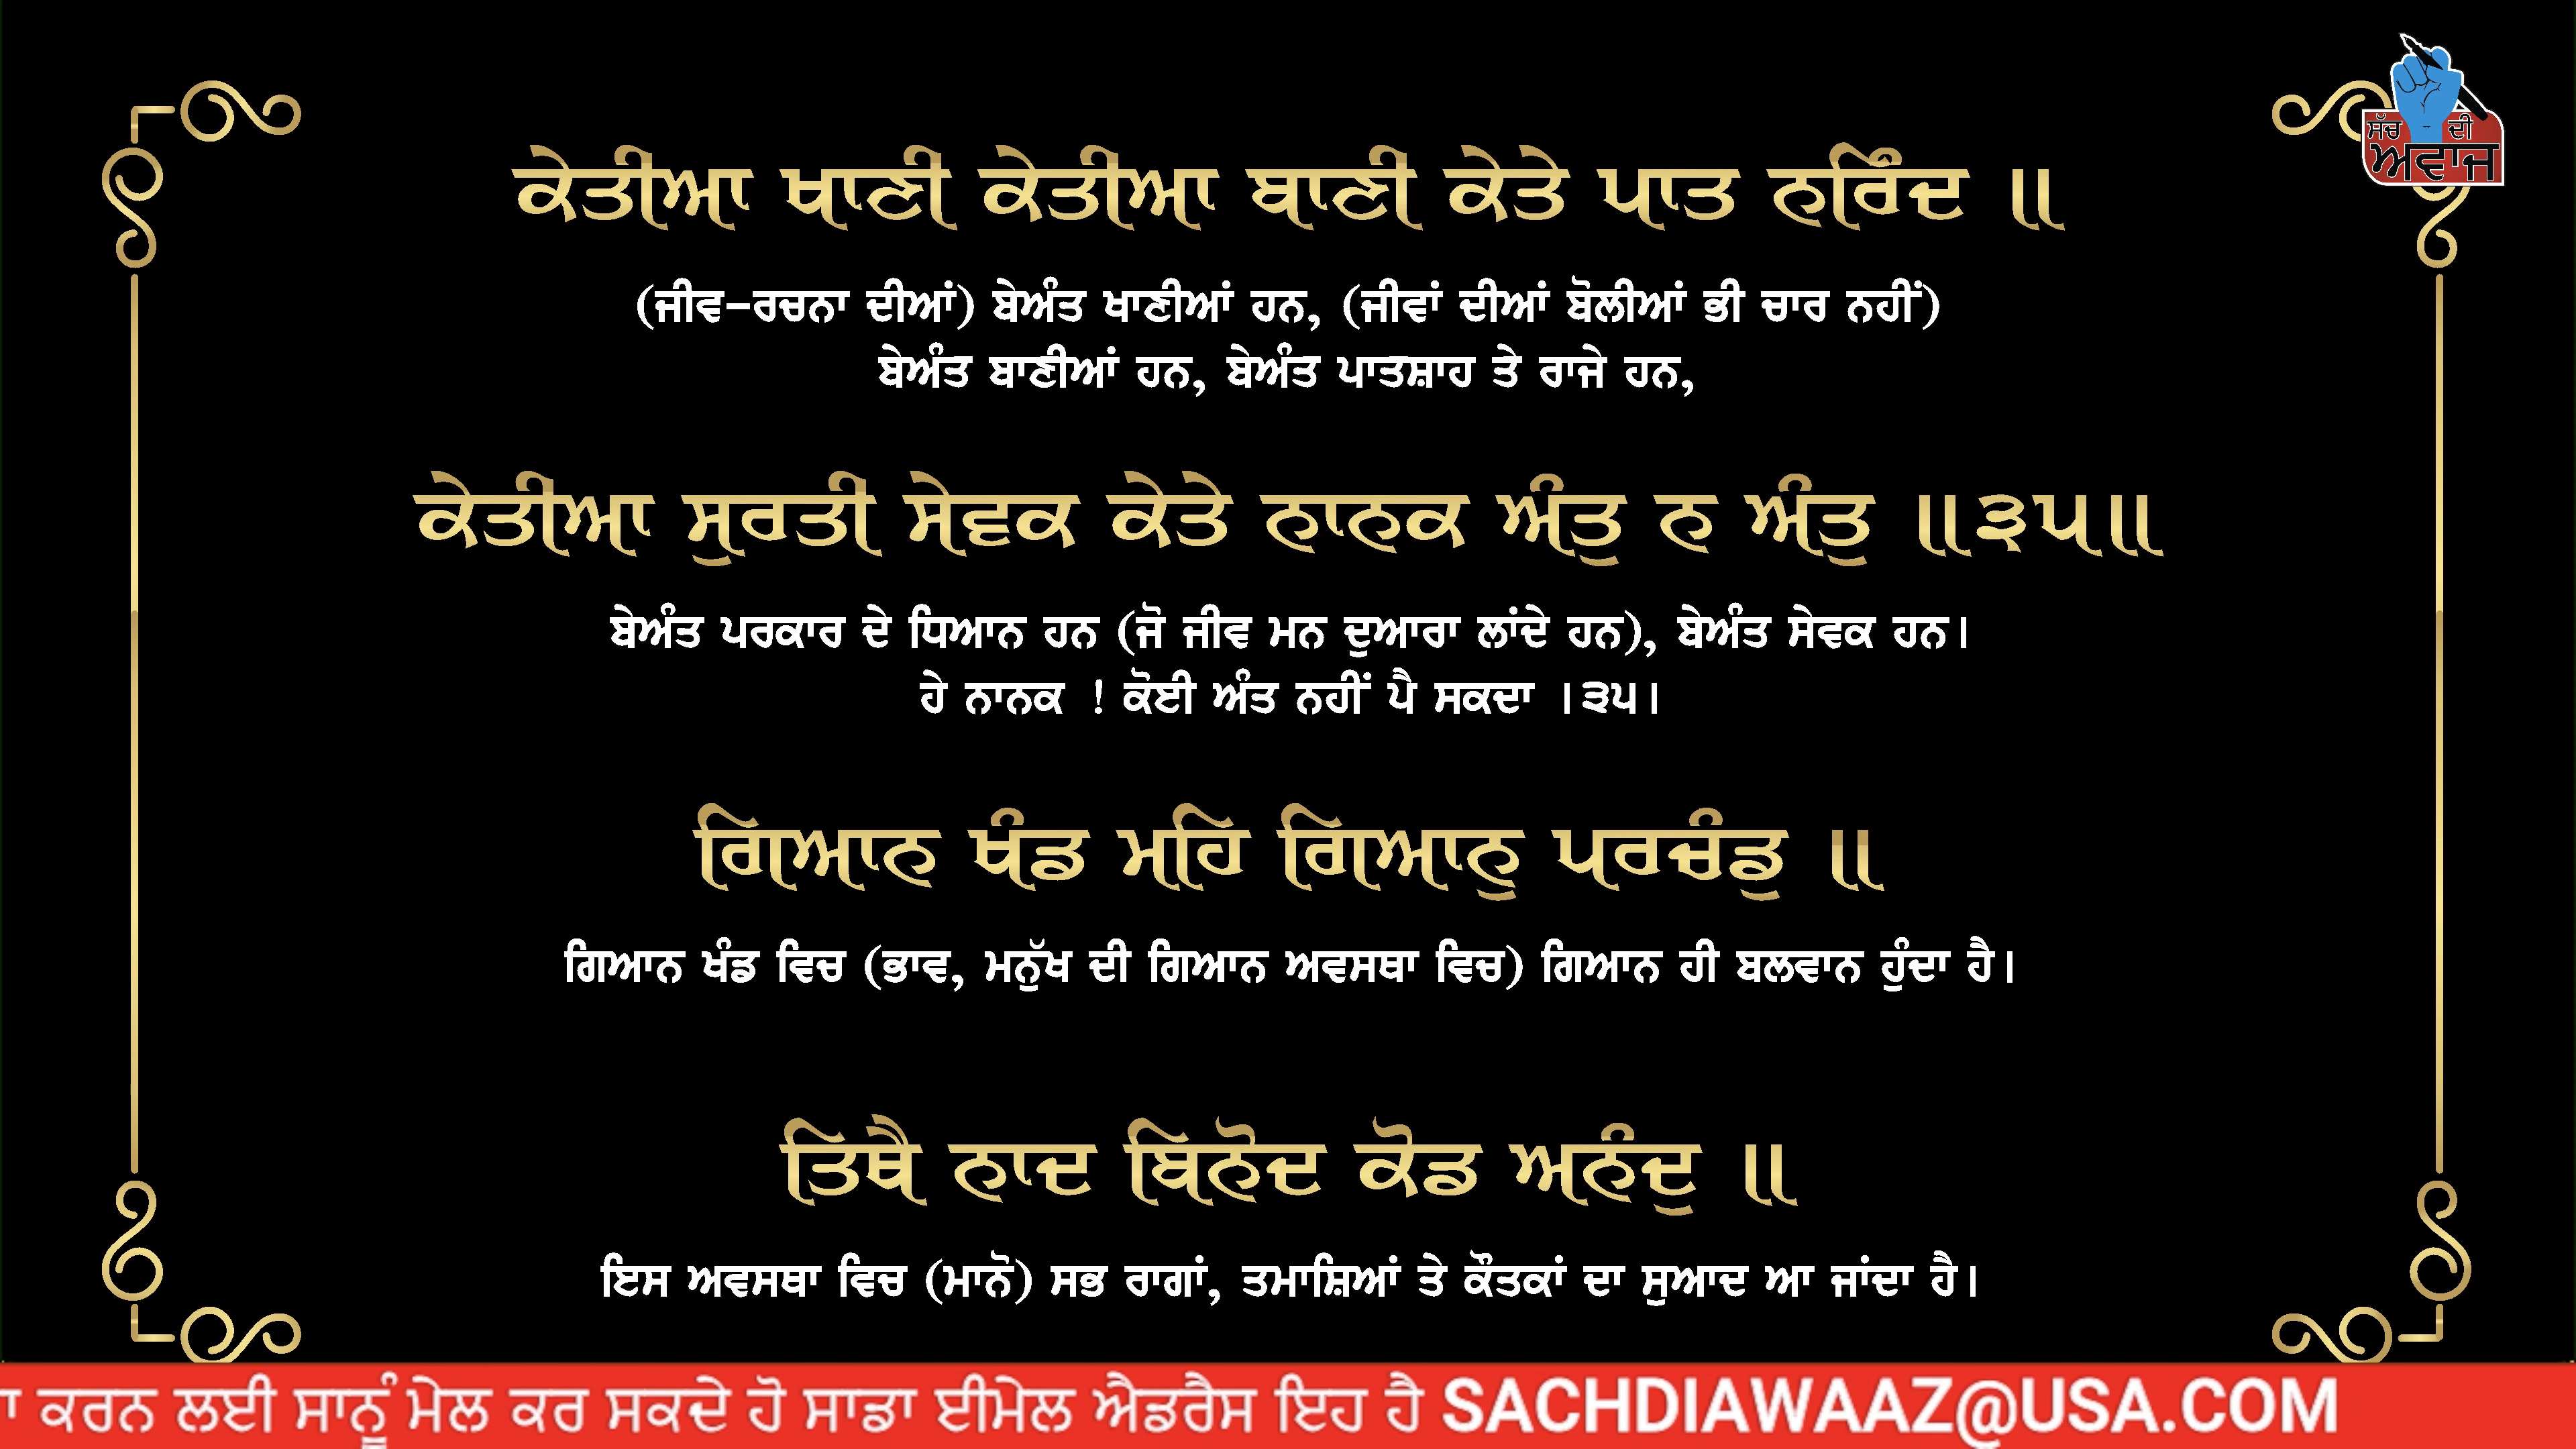 ਸੱਚ ਦੀ
ਅਵਾਜ
ਕੇਤੀਆ ਖਾਣੀ ਕੇਤੀਆ ਬਾਣੀ ਕੇਤੇ ਪਾਤ ਨਰਿੰਦ ॥
(ਜੀਵ-ਰਚਨਾ ਦੀਆਂ) ਬੇਅੰਤ ਖਾਣੀਆਂ ਹਨ, (ਜੀਵਾਂ ਦੀਆਂ ਬੋਲੀਆਂ ਭੀ ਚਾਰ ਨਹੀਂ)
ਬੇਅੰਤ ਬਾਣੀਆਂ ਹਨ, ਬੇਅੰਤ ਪਾਤਸ਼ਾਹ ਤੇ ਰਾਜੇ ਹਨ,
ਕੇਤੀਆ ਸੁਰਤੀ ਸੇਵਕ ਕੇਤੇ ਨਾਨਕ ਅੰਤੁ ਨ ਅੰਤੁ ॥੩੫॥
ਬੇਅੰਤ ਪਰਕਾਰ ਦੇ ਧਿਆਨ ਹਨ (ਜੋ ਜੀਵ ਮਨ ਦੁਆਰਾ ਲਾਂਦੇ ਹਨ), ਬੇਅੰਤ ਸੇਵਕ ਹਨ।
ਹੇ ਨਾਨਕ ! ਕੋਈ ਅੰਤ ਨਹੀਂ ਪੈ ਸਕਦਾ ।੩੫।
ਗਿਆਨ ਖੰਡ ਮਹਿ ਗਿਆਨੁ ਪਰਚੰਡੁ ॥
ਗਿਆਨ ਖੰਡ ਵਿਚ (ਭਾਵ, ਮਨੁੱਖ ਦੀ ਗਿਆਨ ਅਵਸਥਾ ਵਿਚ) ਗਿਆਨ ਹੀ ਬਲਵਾਨ ਹੁੰਦਾ ਹੈ।
ਤਿਥੈ ਨਾਦ ਬਿਨੋਦ ਕੋਡ ਅਨੰਦੁ ॥
ਇਸ ਅਵਸਥਾ ਵਿਚ (ਮਾਨੋ) ਸਭ ਰਾਗਾਂ, ਤਮਾਸ਼ਿਆਂ ਤੇ ਕੌਤਕਾਂ ਦਾ ਸੁਆਦ ਆ ਜਾਂਦਾ ਹੈ।
ਕਰਨ ਲਈ ਸਾਨੂੰ ਮੇਲ ਕਰ ਸਕਦੇ ਹੋ ਸਾਡਾ ਈਮੇਲ ਐਡਰੈਸ ਇਹ ਹੈ SACHDIAWAAZ@USA.COM